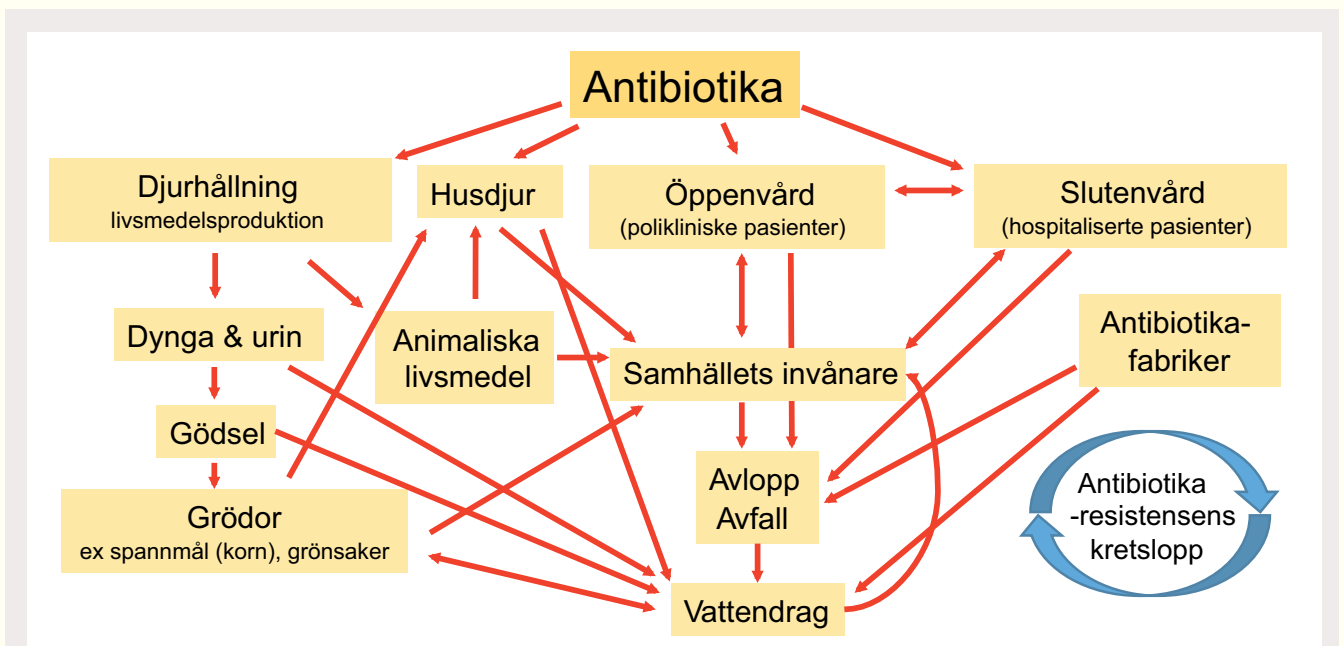 Antibiotika
Djurhållning
livsmedelsproduktion
Husdjur
Öppenvård
(polikliniske pasienter)
Slutenvård
(hospitaliserte pasienter)
Dynga & urin
Animaliska
livsmedel
Samhällets invånare
Antibiotika-
fabriker
Gödsel
Grödor
ex spannmål (korn), grönsaker
Avlopp
Avfall
Antibiotika
-resistensens
kretslopp
Vattendrag